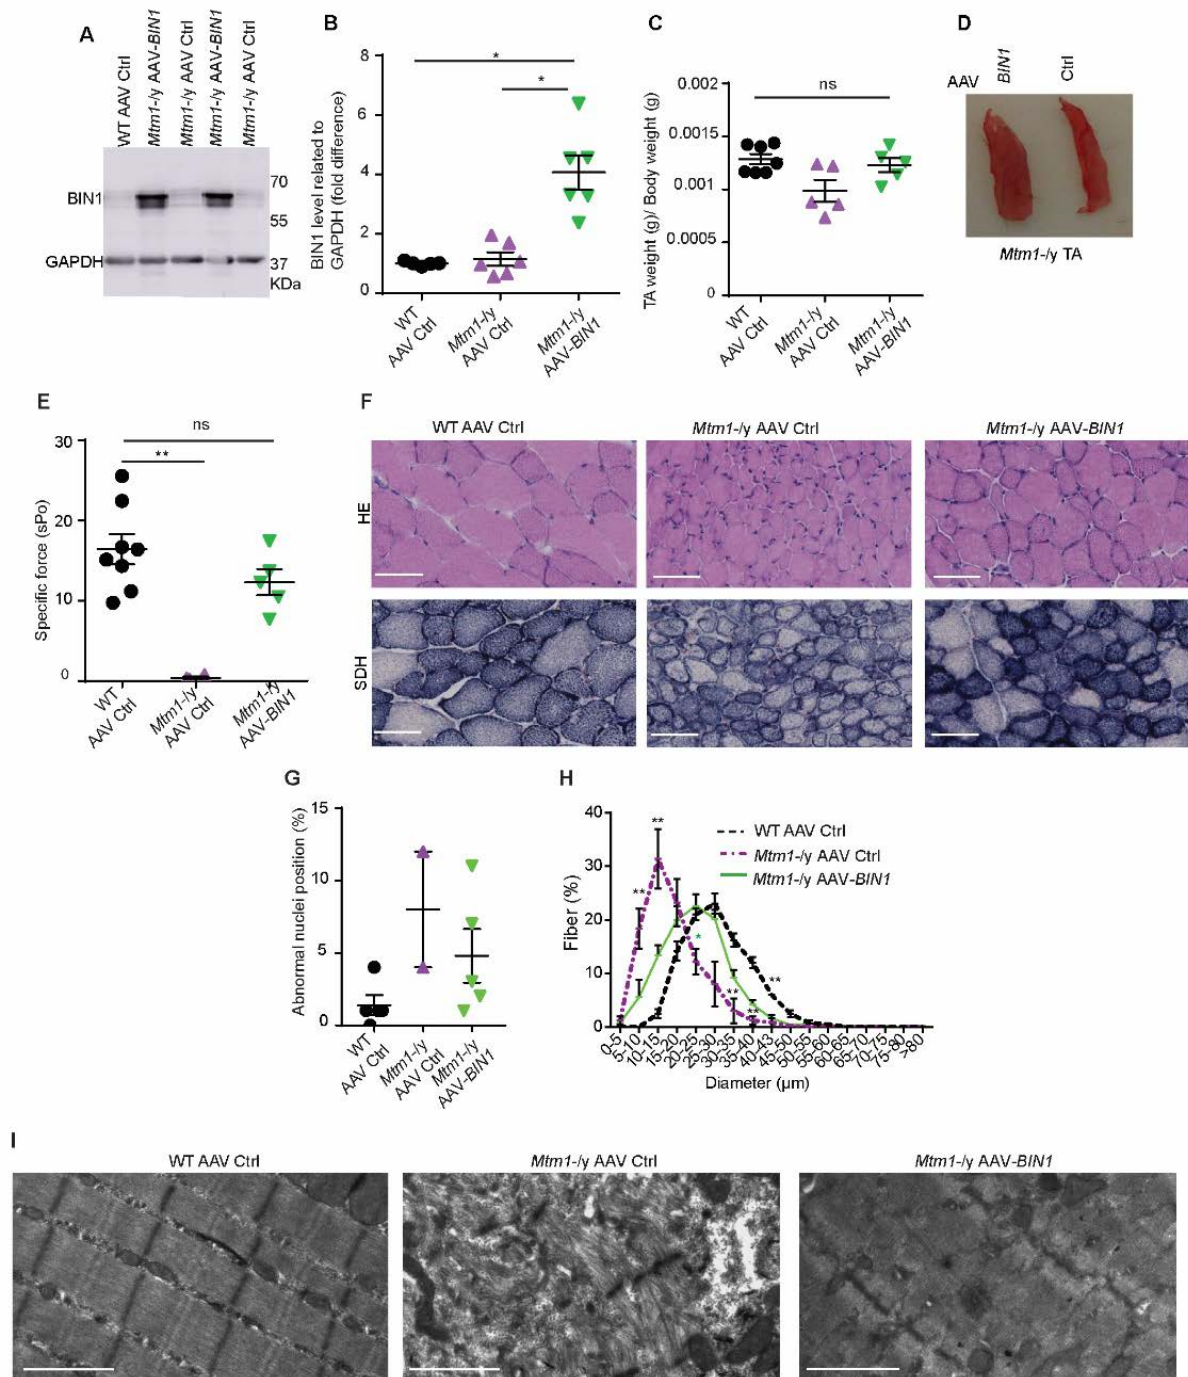 A
WT AAV Ctrl
Mtm1-/y AAV-BIN1
Mtm1-/y AAV Ctrl
Mtm1-/y AAV-BIN1
Mtm1-/y AAV Ctrl
BIN1
GAPDH
70
55
37
KDa
B
BIN1 level related to
GAPDH (fold difference)
8
6
4
2
0
*
*
WT
AAV Ctrl
Mtm1-/y
AAV Ctrl
Mtm1-/y
AAV-BIN1
C
TA weight (g)/ Body weight (g)
0.002
0.0015
0.001
0.0005
0
ns
WT
AAV Ctrl
Mtm1-/y
AAV Ctrl
Mtm1-/y
AAV-BIN1
D
AAV
BIN1
Ctrl
Mtm1-/y TA
E
Specific force (sPo)
30
20
10
0
ns
**
WT
AAV Ctrl
Mtm1-/y
AAV Ctrl
Mtm1-/y
AAV-BIN1
F
WT AAV Ctrl
Mtm1-/y AAV Ctrl
Mtm1-/y AAV-BIN1
HE
SDH
G
Abnormal nuclei position (%)
15
10
5
0
WT
AAV Ctrl
Mtm1-/y
AAV Ctrl
Mtm1-/y
AAV-BIN1
H
Fiber (%)
40
30
20
10
0
**
**
*
**
**
**
WT AAV Ctrl
Mtm1-/y AAV Ctrl
Mtm1-/y AAV-BIN1
0-5
5-10
10-15
15-20
20-25
25-30
30-35
35-40
40-43
45-50
50-55
55-60
60-65
65-70
70-75
75-80
>80
Diameter (µm)
I
WT AAV Ctrl
Mtm1-/y AAV Ctrl
Mtm1-/y AAV-BIN1